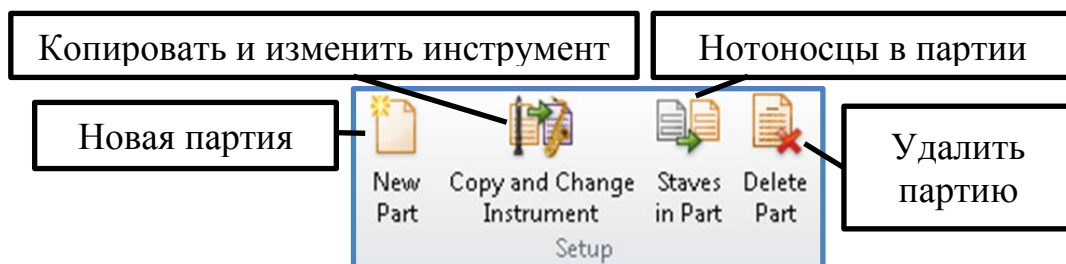 Копировать и изменить инструмент
Нотоносцы в партии
Новая партия
Удалить
партию
New
Part
Copy and Change
Instrument
Staves
in Part
Delete
Part
Setup